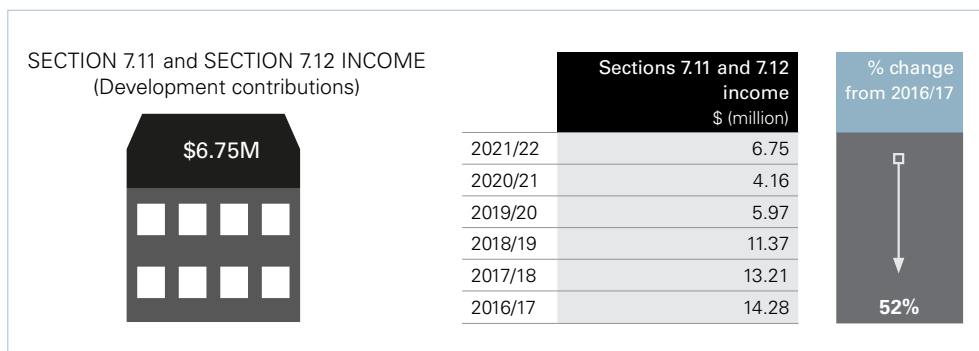 SECTION 7.11 and SECTION 7.12 INCOME
(Development contributions)
$6.75M
Sections 7.11 and 7.12
income
$ (million)
2021/22 6.75
2020/21 4.16
2019/20 5.97
2018/19 11.37
2017/18 13.21
2016/17 14.28
% change
from 2016/17
52%